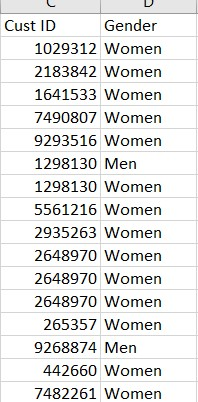 C D
Cust ID Gender
1029312 Women
2183842 Women
1641533 Women
7490807 Women
9293516 Women
1298130 Men
1298130 Women
5561216 Women
2935263 Women
2648970 Women
2648970 Women
2648970 Women
265357 Women
9268874 Men
442660 Women
7482261 Women